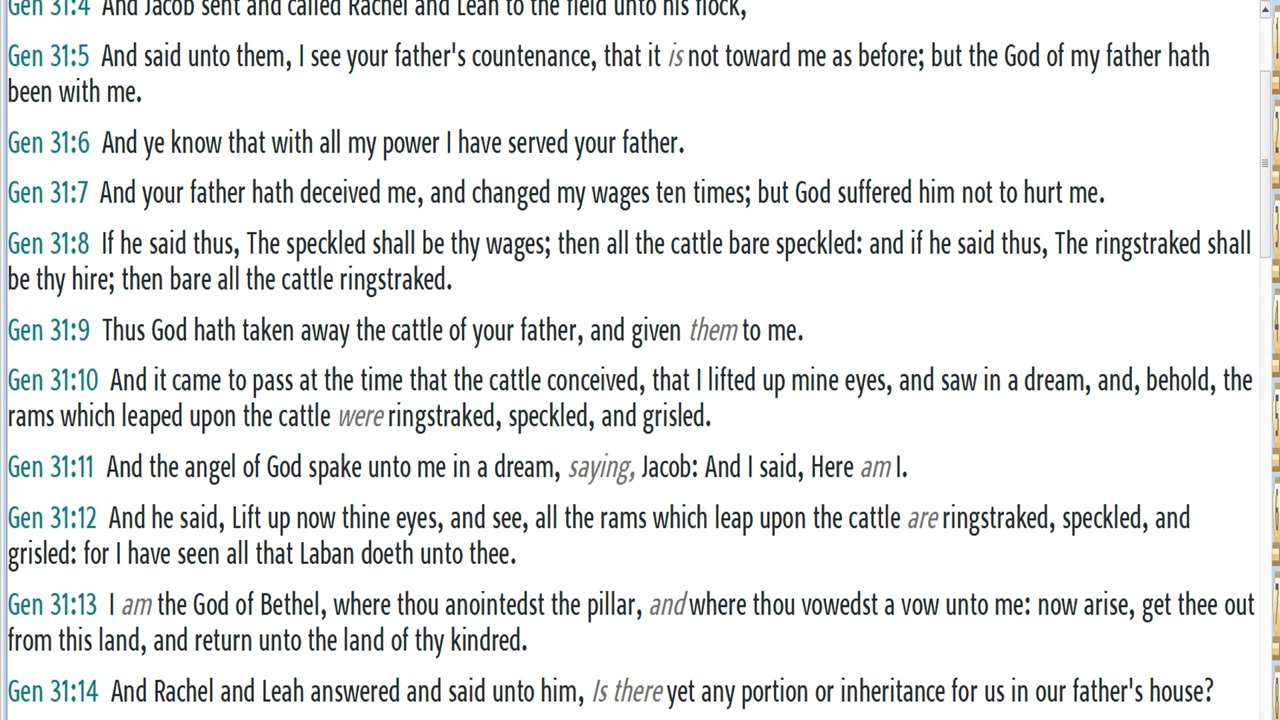 Gen 31:4 And Jacob sent and called Rachel and Leah to the field unto his flock,
Gen 31:5 And said unto them, I see your father's countenance, that it is not toward me as before; but the God of my father hath
been with me.
Gen 31:6 And ye know that with all my power I have served your father.
Gen 31:7 And your father hath deceived me, and changed my wages ten times; but God suffered him not to hurt me.
Gen 31:8 If he said thus, The speckled shall be thy wages; then all the cattle bare speckled: and if he said thus, The ringstraked shall
be thy hire; then bare all the cattle ringstraked.
Gen 31:9 Thus God hath taken away the cattle of your father, and given them to me.
Gen 31:10 And it came to pass at the time that the cattle conceived, that I lifted up mine eyes, and saw in a dream, and, behold, the
rams which leaped upon the cattle were ringstraked, speckled, and grisled.
Gen 31:11 And the angel of God spake unto me in a dream, saying, Jacob: And I said, Here am I.
Gen 31:12 And he said, Lift up now thine eyes, and see, all the rams which leap upon the cattle are ringstraked, speckled, and
grisled: for I have seen all that Laban doeth unto thee.
Gen 31:13 I am the God of Bethel, where thou anointedst the pillar, and where thou vowedst a vow unto me: now arise, get thee out
from this land, and return unto the land of thy kindred.
Gen 31:14 And Rachel and Leah answered and said unto him, Is there yet any portion or inheritance for us in our father's house?